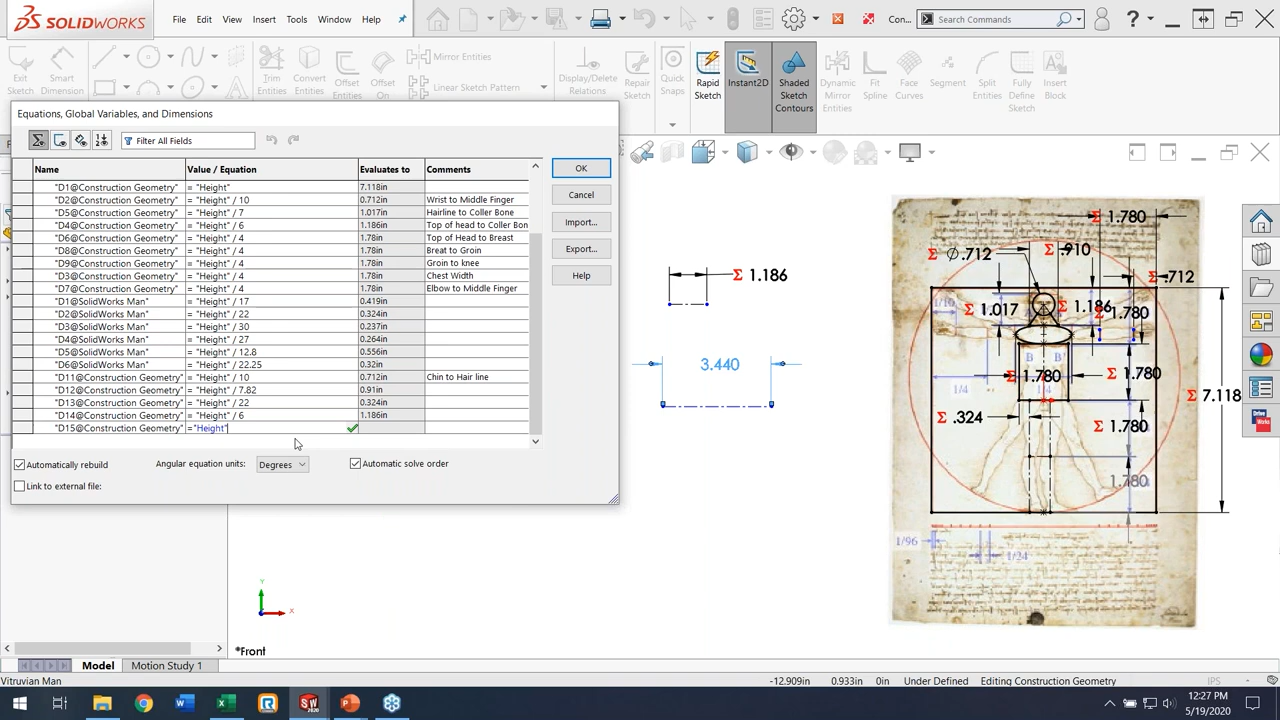 SOLIDWORKS
File Edit View Insert Tools Window Help
Con...
Search Commands
Exit Sketch
Smart Dimension
Trim Entities
Convert Entities
Offset Entities
Offset On
Mirror Entities
Linear Sketch Pattern
Display/Delete Relations
Repair Sketch
Quick Snaps
Rapid Sketch
Instant2D
Shaded Sketch Contours
Dynamic Mirror Entities
Fit Spline
Face Curves
Segment
Split Entities
Fully Define Sketch
Insert Block
Equations, Global Variables, and Dimensions
Filter All Fields
Name Value / Equation Evaluates to Comments
"D1@Construction Geometry" = "Height" 7.118in
"D2@Construction Geometry" = "Height" / 10 0.712in Wrist to Middle Finger
"D5@Construction Geometry" = "Height" / 7 1.017in Hairline to Coller Bone
"D4@Construction Geometry" = "Height" / 6 1.186in Top of head to Coller Bon
"D6@Construction Geometry" = "Height" / 4 1.78in Top of Head to Breast
"D8@Construction Geometry" = "Height" / 4 1.78in Breat to Groin
"D9@Construction Geometry" = "Height" / 4 1.78in Groin to knee
"D3@Construction Geometry" = "Height" / 4 1.78in Chest Width
"D7@Construction Geometry" = "Height" / 4 1.78in Elbow to Middle Finger
"D1@SolidWorks Man" = "Height" / 17 0.419in
"D2@SolidWorks Man" = "Height" / 22 0.324in
"D3@SolidWorks Man" = "Height" / 30 0.237in
"D4@SolidWorks Man" = "Height" / 27 0.264in
"D5@SolidWorks Man" = "Height" / 12.8 0.556in
"D6@SolidWorks Man" = "Height" / 22.25 0.32in
"D11@Construction Geometry" = "Height" / 10 0.712in Chin to Hair line
"D12@Construction Geometry" = "Height" / 7.82 0.91in
"D13@Construction Geometry" = "Height" / 22 0.324in
"D14@Construction Geometry" = "Height" / 6 1.186in
"D15@Construction Geometry" ="Height"
OK
Cancel
Import...
Export...
Help
Automatically rebuild
Angular equation units: Degrees
Automatic solve order
Link to external file:
Σ 1.186
3.440
Σ 1.780
Σ Ø.712
Σ .910
Σ .712
1/10
Σ 1.017
Σ 1.186
Σ 1.780
B B
Σ 1.780
Σ 1.780
1/4
1/4
Σ 7.118
Σ .324
Σ 1.780
1.780
1/96
1/24
Y
X
*Front
Model Motion Study 1
Vitruvian Man
-12.909in 0.933in 0in Under Defined Editing Construction Geometry
IPS
12:27 PM
5/19/2020